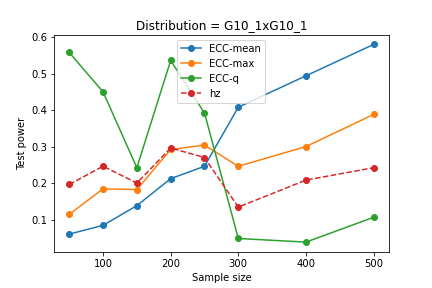 Distribution = G10_1xG10_1
ECC-mean
ECC-max
ECC-q
hz
Test power
0.6
0.5
0.4
0.3
0.2
0.1
100
200
300
400
500
Sample size